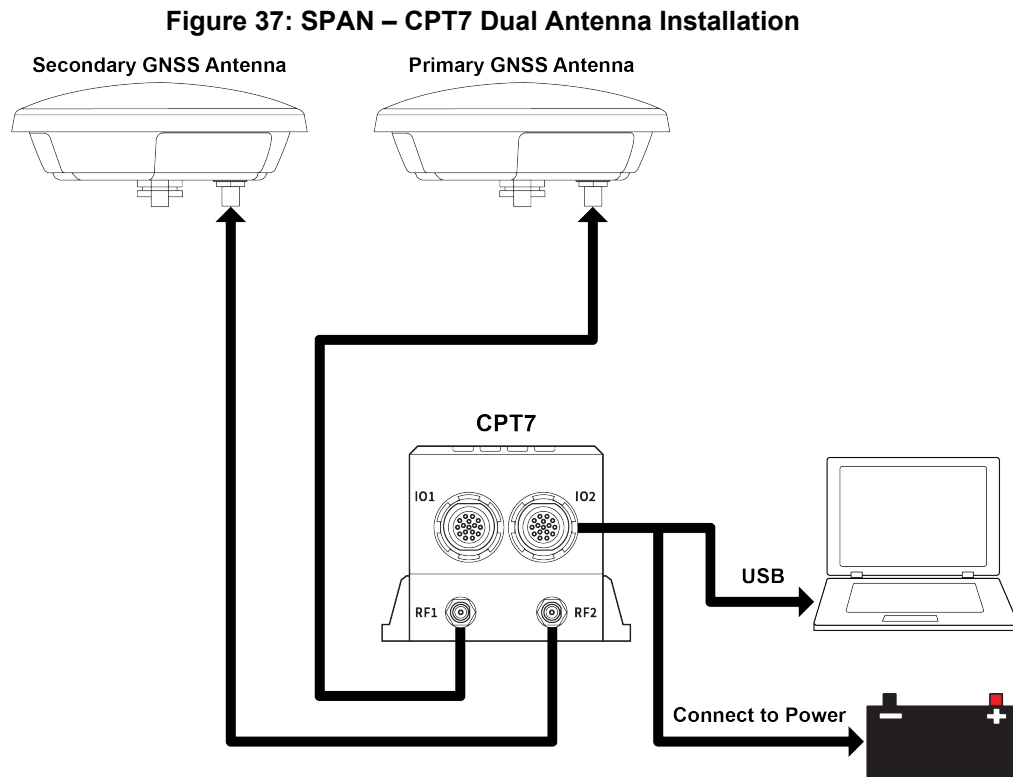 Figure 37: SPAN – CPT7 Dual Antenna Installation
Secondary GNSS Antenna
Primary GNSS Antenna
CPT7
IO1
IO2
USB
RF1
RF2
Connect to Power
– +